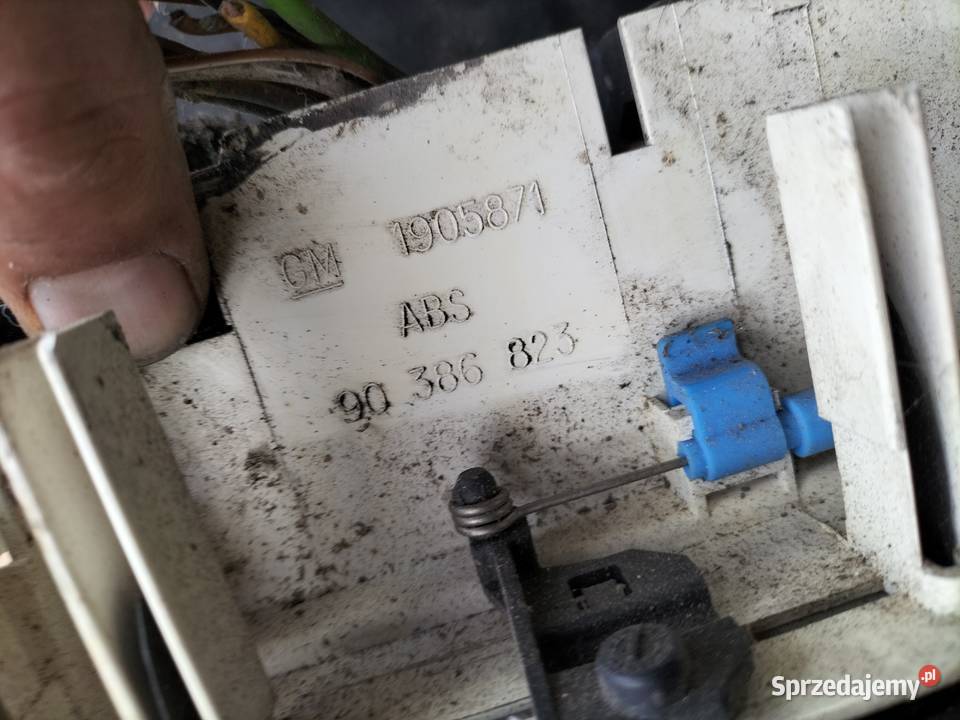 GM 1905871
ABS
90 386 823
Sprzedajemy.pl